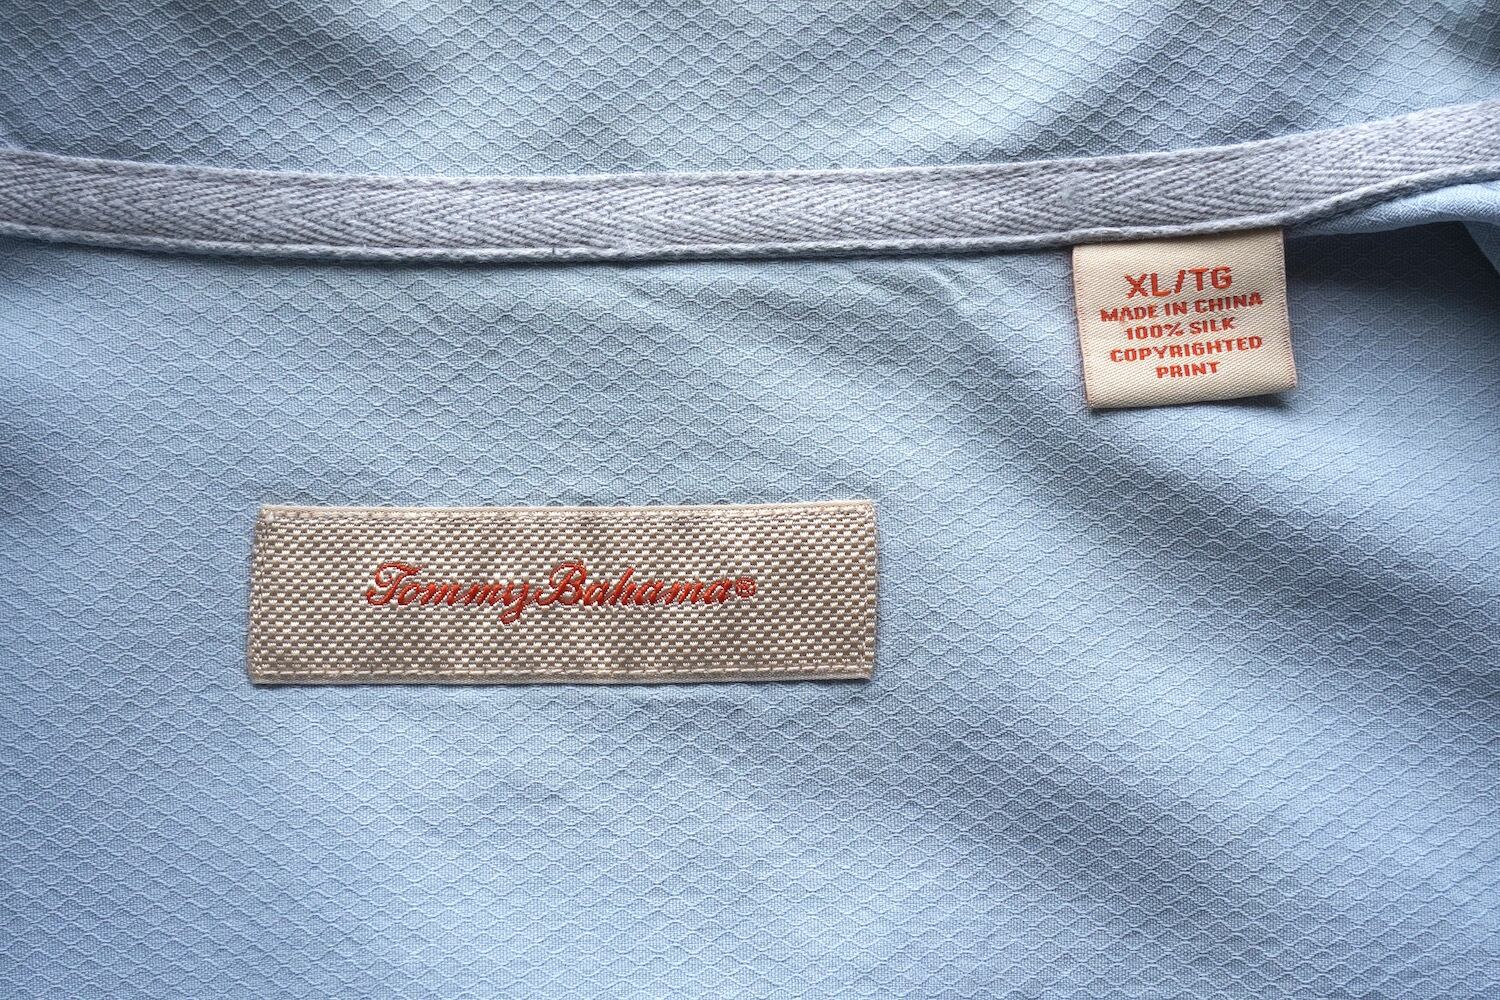 XL/TG
MADE IN CHINA
100% SILK
COPYRIGHTED
PRINT
Tommy Bahama®